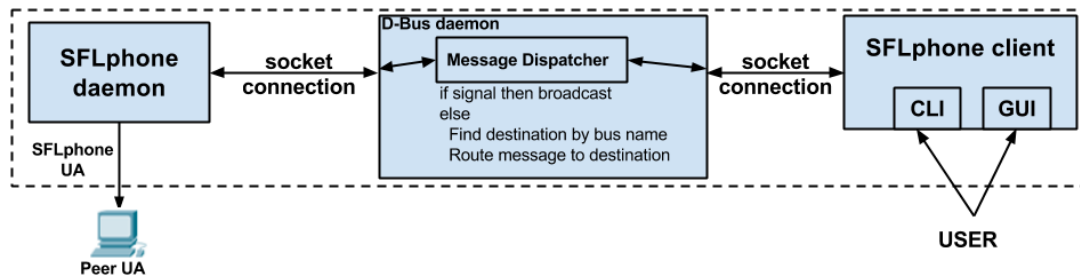 SFLphone
daemon
socket
connection
D-Bus daemon
Message Dispatcher
if signal then broadcast
else
Find destination by bus name
Route message to destination
socket
connection
SFLphone client
CLI
GUI
SFLphone
UA
Peer UA
USER